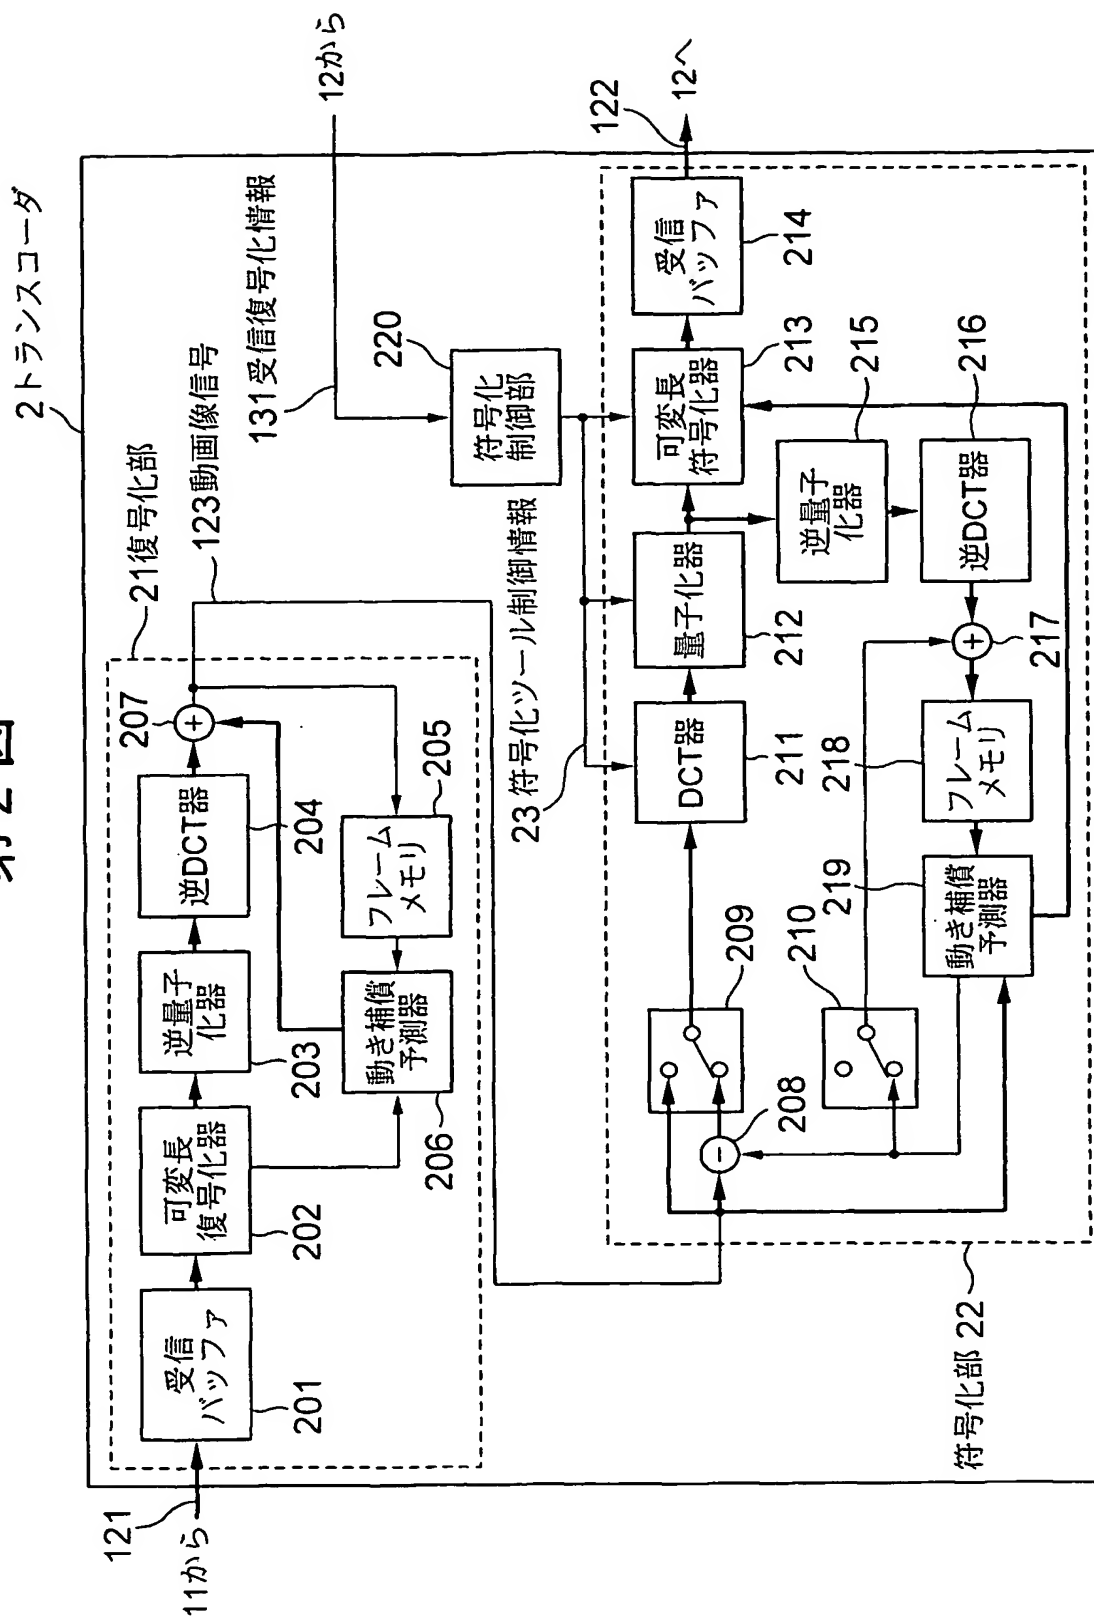 第2図
2トランスコーダ
21復号化部
123動画像信号
131受信復号化情報
12から
11から
121
受信
バッファ
201
可変長
復号化器
202
逆量子
化器
203
逆DCT器
204
207
+
フレーム
メモリ
205
動き補償
予測器
206
符号化
制御部
220
23符号化ツール制御情報
符号化部22
208
-
209
210
DCT器
211
量子化器
212
可変長
符号化器
213
受信
バッファ
214
122
12へ
逆量子
化器
215
逆DCT器
216
+
217
フレーム
メモリ
218
動き補償
予測器
219